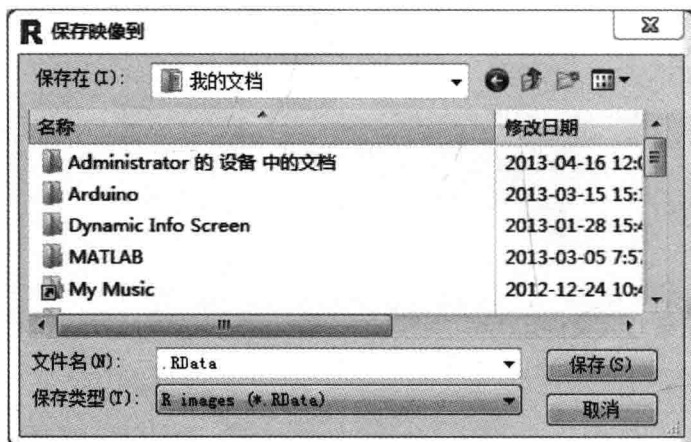 R 保存映像到
保存在(I): 我的文档
名称 修改日期
Administrator 的 设备 中的文档 2013-04-16 12:
Arduino 2013-03-15 15:
Dynamic Info Screen 2013-01-28 15:
MATLAB 2013-03-05 7:57
My Music 2012-12-24 10:
文件名(N): .RData 保存(S)
保存类型(T): R images (*.RData) 取消